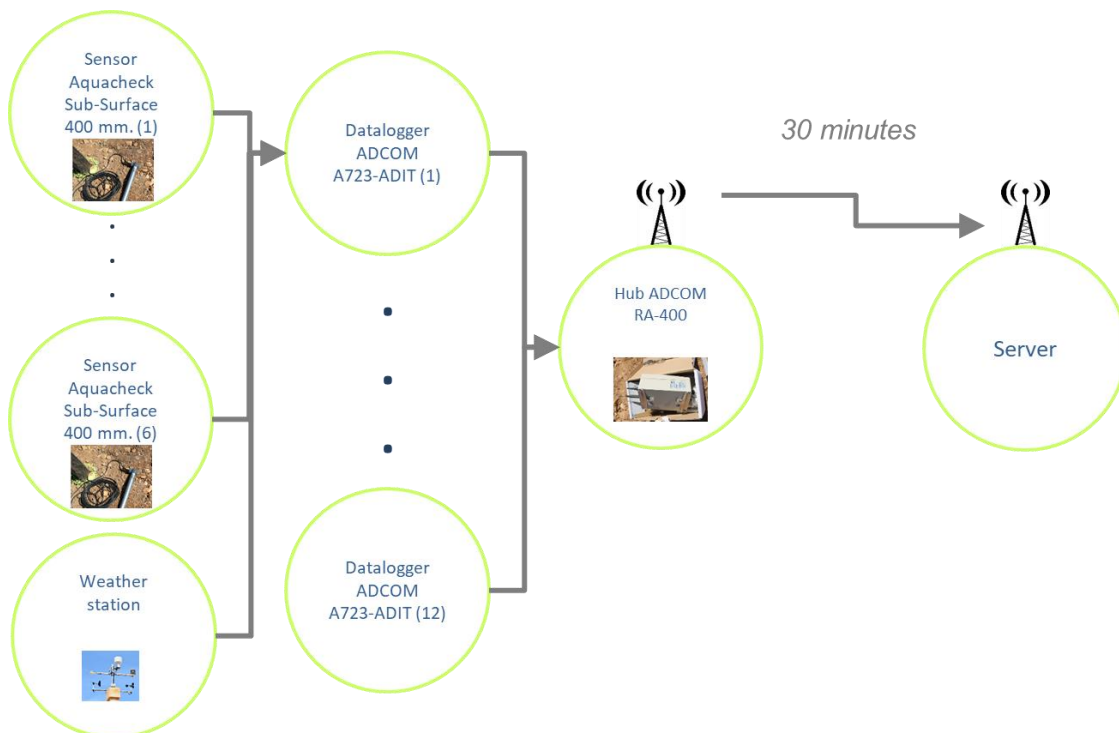 Sensor
Aquacheck
Sub-Surface
400 mm. (1)
Sensor
Aquacheck
Sub-Surface
400 mm. (6)
Weather
station
Datalogger
ADCOM
A723-ADIT (1)
Datalogger
ADCOM
A723-ADIT (12)
Hub ADCOM
RA-400
30 minutes
Server